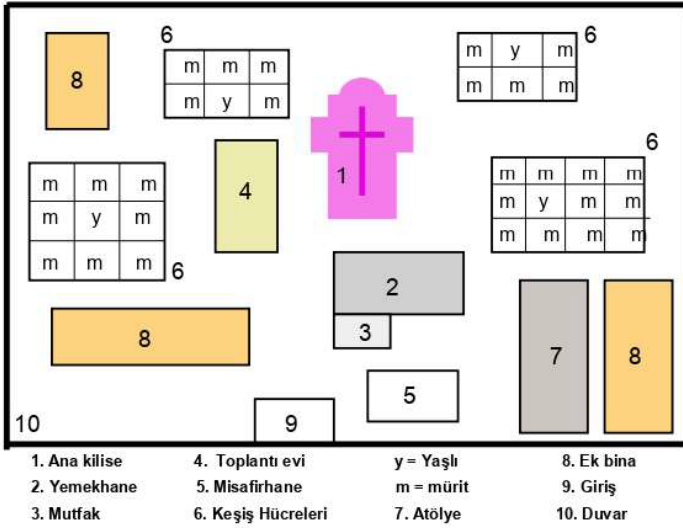 6
6
8
m m m
m y m
m y m
m m m
1
4
6
m m m
m y m
m m m
6
m m m m
m y m m
m m m m
2
3
8
7
8
5
9
10
1. Ana kilise
2. Yemekhane
3. Mutfak
4. Toplantı evi
5. Misafirhane
6. Keşiş Hücreleri
y = Yaşlı
m = mürit
7. Atölye
8. Ek bina
9. Giriş
10. Duvar